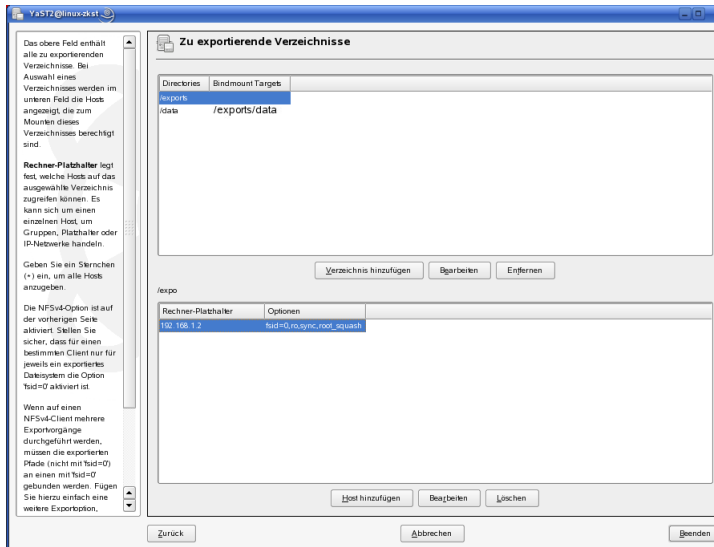 YaST2@linux-zkst
Das obere Feld enthält
alle zu exportierenden
Verzeichnisse. Bei
Auswahl eines
Verzeichnisses werden im
unteren Feld die Hosts
angezeigt, die zum
Mounten dieses
Verzeichnisses berechtigt
sind.
Rechner-Platzhalter legt
fest, welche Hosts auf das
ausgewählte Verzeichnis
zugreifen können. Es
kann sich um einen
einzelnen Host, um
Gruppen, Platzhalter oder
IP-Netzwerke handeln.
Geben Sie ein Sternchen
(*) ein, um alle Hosts
anzugeben.
Die NFSv4-Option ist auf
der vorherigen Seite
aktiviert. Stellen Sie
sicher, dass für einen
bestimmten Client nur für
jeweils ein exportiertes
Dateisystem die Option
'fsid=0' aktiviert ist.
Wenn auf einen
NFSv4-Client mehrere
Exportvorgänge
durchgeführt werden,
müssen die exportierten
Pfade (nicht mit 'fsid=0')
an einen mit 'fsid=0'
gebunden werden. Fügen
Sie hierzu einfach eine
weitere Exportoption,
Zu exportierende Verzeichnisse
Directories Bindmount Targets
/exports
/data /exports/data
Verzeichnis hinzufügen Bearbeiten Entfernen
/expo
Rechner-Platzhalter Optionen
192.168.1.2 fsid=0,ro,sync,root_squash
Host hinzufügen Bearbeiten Löschen
Zurück Abbrechen Beenden